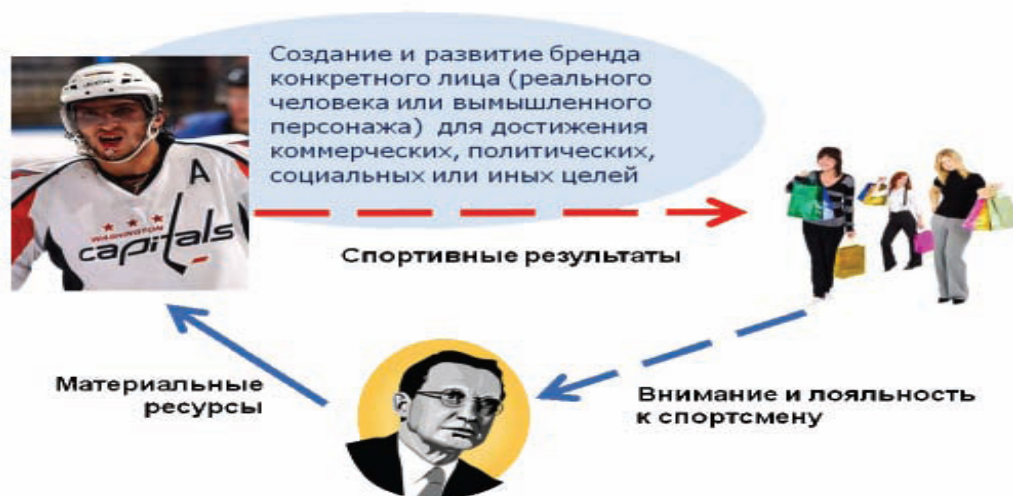 Создание и развитие бренда
конкретного лица (реального
человека или вымышленного
персонажа) для достижения
коммерческих, политических,
социальных или иных целей
A
WASHINGTON
capitals
Спортивные результаты
Материальные
ресурсы
Внимание и лояльность
к спортсмену